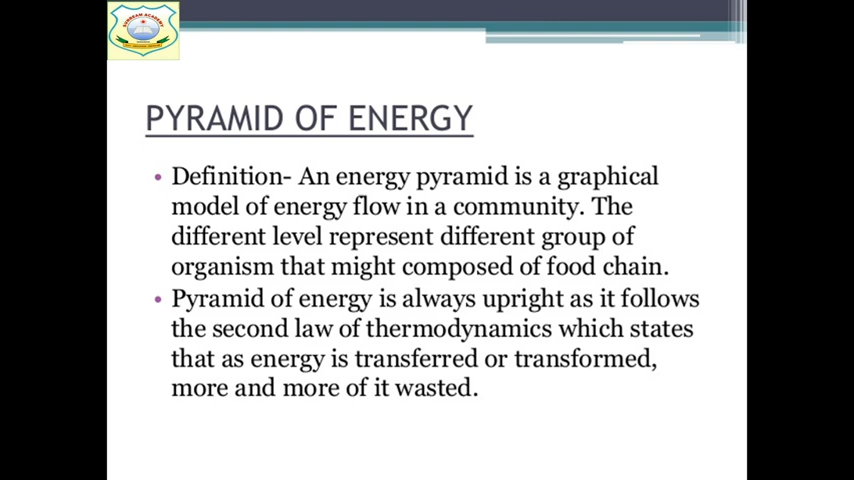 SUNBEAM ACADEMY
PYRAMID OF ENERGY
• Definition- An energy pyramid is a graphical
model of energy flow in a community. The
different level represent different group of
organism that might composed of food chain.
• Pyramid of energy is always upright as it follows
the second law of thermodynamics which states
that as energy is transferred or transformed,
more and more of it wasted.